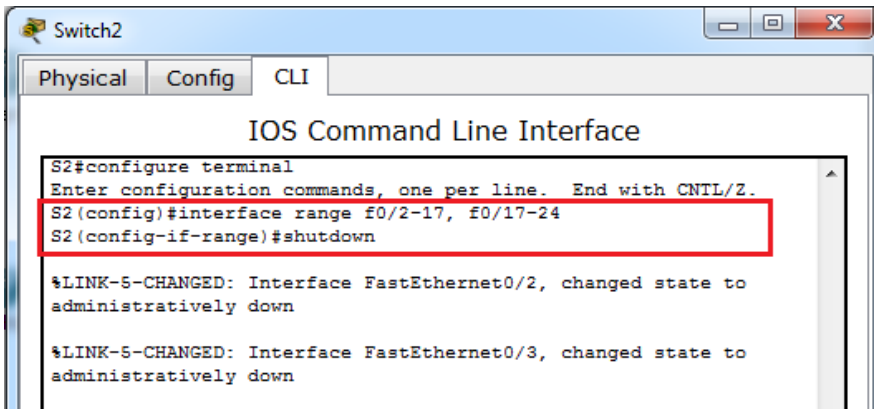 Switch2
Physical Config CLI
IOS Command Line Interface
S2#configure terminal
Enter configuration commands, one per line.  End with CNTL/Z.
S2(config)#interface range f0/2-17, f0/17-24
S2(config-if-range)#shutdown
%LINK-5-CHANGED: Interface FastEthernet0/2, changed state to
administratively down
%LINK-5-CHANGED: Interface FastEthernet0/3, changed state to
administratively down